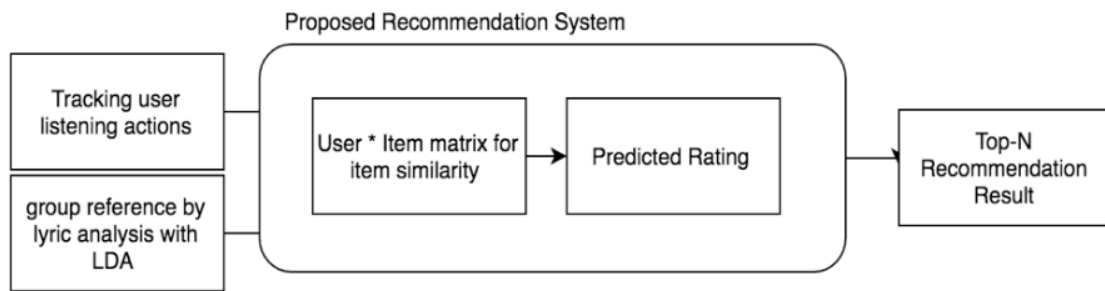 Proposed Recommendation System
Tracking user
listening actions
group reference by
lyric analysis with
LDA
User * Item matrix for
item similarity
Predicted Rating
Top-N
Recommendation
Result